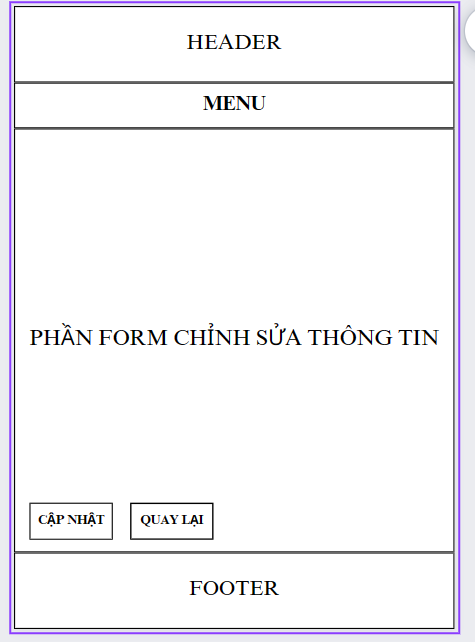 HEADER
MENU
PHẦN FORM CHỈNH SỬA THÔNG TIN
CẬP NHẬT
QUAY LẠI
FOOTER